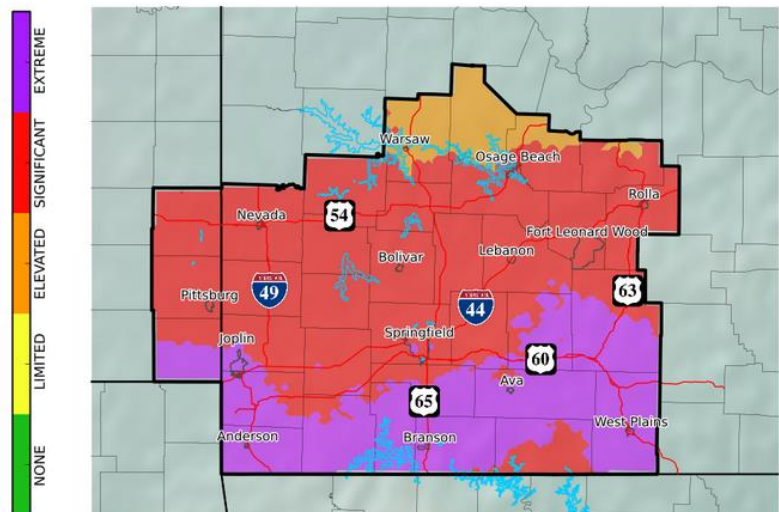 EXTREME
SIGNIFICANT
ELEVATED
LIMITED
NONE
Warsaw
Osage Beach
Rolla
Nevada
54
Fort Leonard Wood
Bolivar
Lebanon
49
63
Pittsburg
44
Joplin
Springfield
60
Ava
65
West Plains
Anderson
Branson